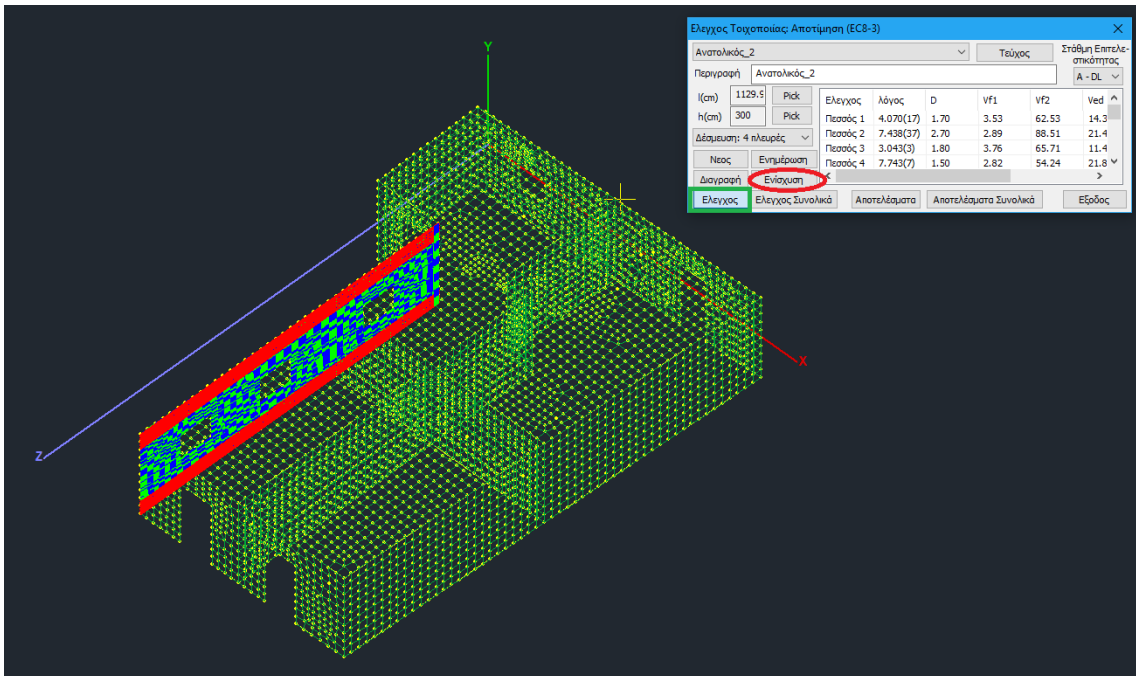 Ελεγχος Τοιχοποιίας: Αποτίμηση (EC8-3)
Ανατολικός_2
Τεύχος
Στάθμη Επιτελε-
στικότητας
Περιγραφή Ανατολικός_2
A - DL
l(cm) 1129.9 Pick
h(cm) 300 Pick
Δέσμευση: 4 πλευρές
Νεος Ενημέρωση
Διαγραφή Ενίσχυση
Ελεγχος λόγος D Vf1 Vf2 Ved
Πεσσός 1 4.070(17) 1.70 3.53 62.53 14.3
Πεσσός 2 7.438(37) 2.70 2.89 88.51 21.4
Πεσσός 3 3.043(3) 1.80 3.76 65.71 11.4
Πεσσός 4 7.743(7) 1.50 2.82 54.24 21.8
Ελεγχος Ελεγχος Συνολικά Αποτελέσματα Αποτελέσματα Συνολικά Εξοδος
Y
X
Z